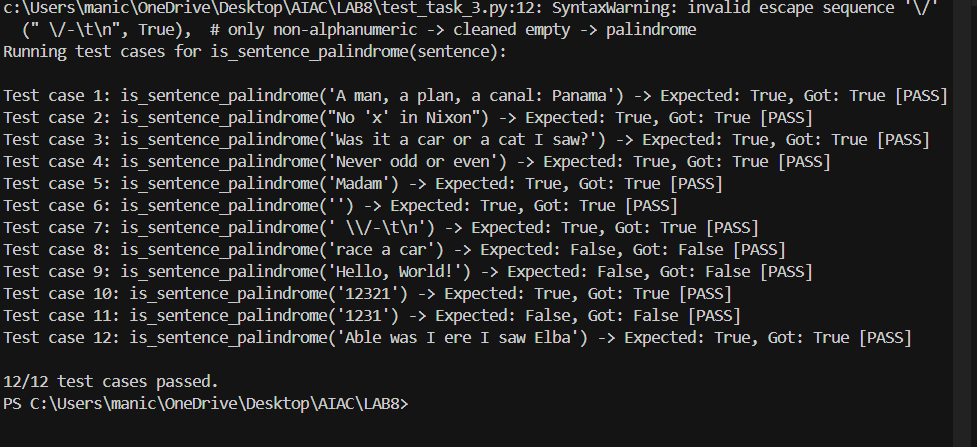 c:\Users\manic\OneDrive\Desktop\AIAC\LAB8\test_task_3.py:12: SyntaxWarning: invalid escape sequence '\/'
(" \/-\t\n", True),  # only non-alphanumeric -> cleaned empty -> palindrome
Running test cases for is_sentence_palindrome(sentence):
Test case 1: is_sentence_palindrome('A man, a plan, a canal: Panama') -> Expected: True, Got: True [PASS]
Test case 2: is_sentence_palindrome("No 'x' in Nixon") -> Expected: True, Got: True [PASS]
Test case 3: is_sentence_palindrome('Was it a car or a cat I saw?') -> Expected: True, Got: True [PASS]
Test case 4: is_sentence_palindrome('Never odd or even') -> Expected: True, Got: True [PASS]
Test case 5: is_sentence_palindrome('Madam') -> Expected: True, Got: True [PASS]
Test case 6: is_sentence_palindrome('') -> Expected: True, Got: True [PASS]
Test case 7: is_sentence_palindrome(' \\/-\t\n') -> Expected: True, Got: True [PASS]
Test case 8: is_sentence_palindrome('race a car') -> Expected: False, Got: False [PASS]
Test case 9: is_sentence_palindrome('Hello, World!') -> Expected: False, Got: False [PASS]
Test case 10: is_sentence_palindrome('12321') -> Expected: True, Got: True [PASS]
Test case 11: is_sentence_palindrome('1231') -> Expected: False, Got: False [PASS]
Test case 12: is_sentence_palindrome('Able was I ere I saw Elba') -> Expected: True, Got: True [PASS]
12/12 test cases passed.
PS C:\Users\manic\OneDrive\Desktop\AIAC\LAB8>